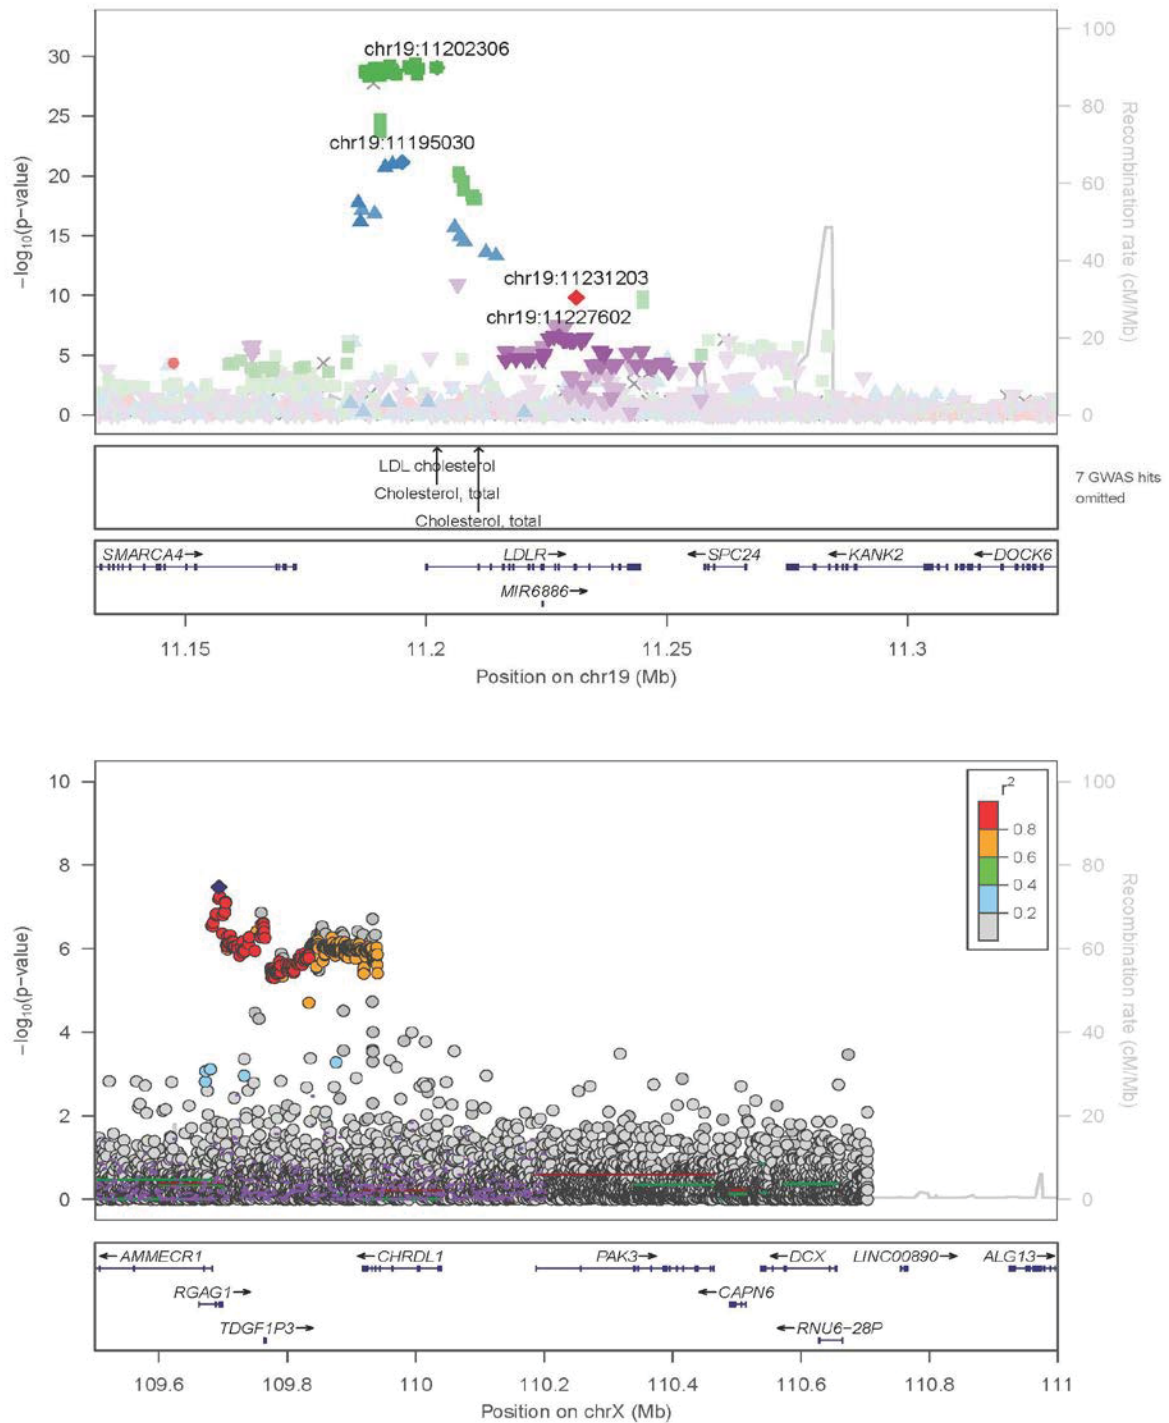 chr19:11202306
chr19:11195030
chr19:11231203
chr19:11227602
−log10(p−value)
30
25
20
15
10
5
0
100
80
60
40
20
0
Recombination rate (cM/Mb)
LDL cholesterol
Cholesterol, total
Cholesterol, total
7 GWAS hits
omitted
SMARCA4→ LDLR→ ←SPC24 ←KANK2 ←DOCK6
MIR6886→
11.15 11.2 11.25 11.3
Position on chr19 (Mb)
−log10(p−value)
10
8
6
4
2
0
r2
0.8
0.6
0.4
0.2
100
80
60
40
20
0
Recombination rate (cM/Mb)
←AMMECR1 ←CHRDL1 PAK3→ ←DCX LINC00890→ ALG13→
RGAG1→ ←CAPN6
TDGF1P3→ ←RNU6−28P
109.6 109.8 110 110.2 110.4 110.6 110.8 111
Position on chrX (Mb)